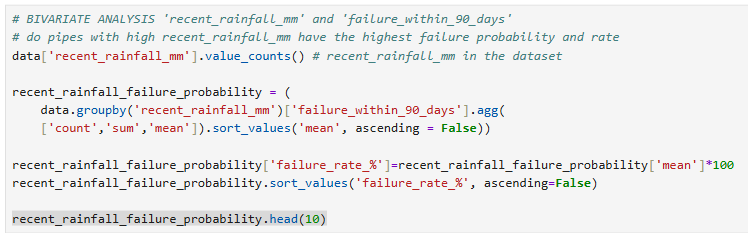 # BIVARIATE ANALYSIS 'recent_rainfall_mm' and 'failure_within_90_days'
# do pipes with high recent_rainfall_mm have the highest failure probability and rate
data['recent_rainfall_mm'].value_counts() # recent_rainfall_mm in the dataset
recent_rainfall_failure_probability = (
    data.groupby('recent_rainfall_mm')['failure_within_90_days'].agg(
    ['count','sum','mean']).sort_values('mean', ascending = False))
recent_rainfall_failure_probability['failure_rate_%']=recent_rainfall_failure_probability['mean']*100
recent_rainfall_failure_probability.sort_values('failure_rate_%', ascending=False)
recent_rainfall_failure_probability.head(10)